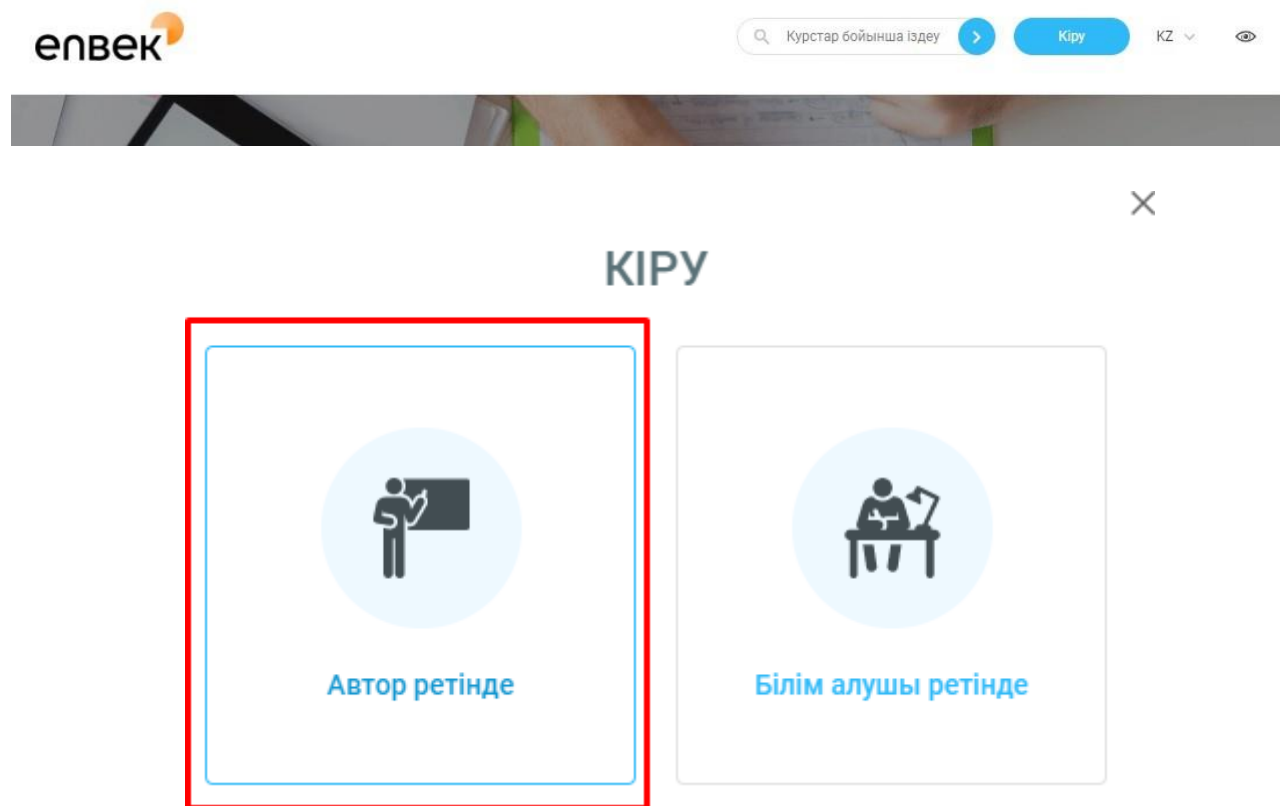 enbek
Курстар бойынша іздеу
Кіру
KZ
КІРУ
Автор ретінде
Білім алушы ретінде